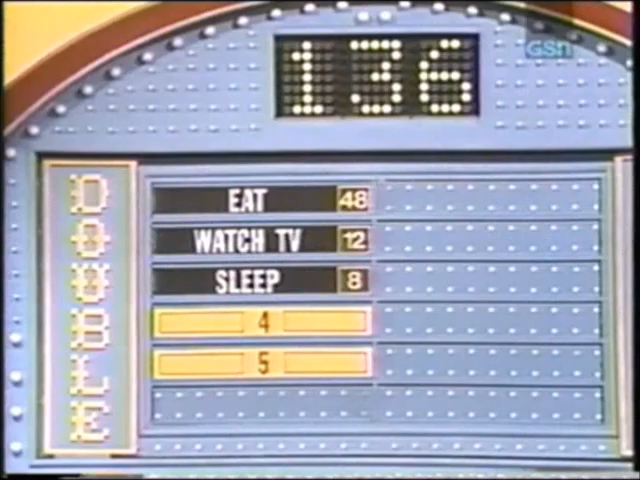 GSN
136
DOUBLE
EAT 48
WATCH TV 12
SLEEP 8
4
5